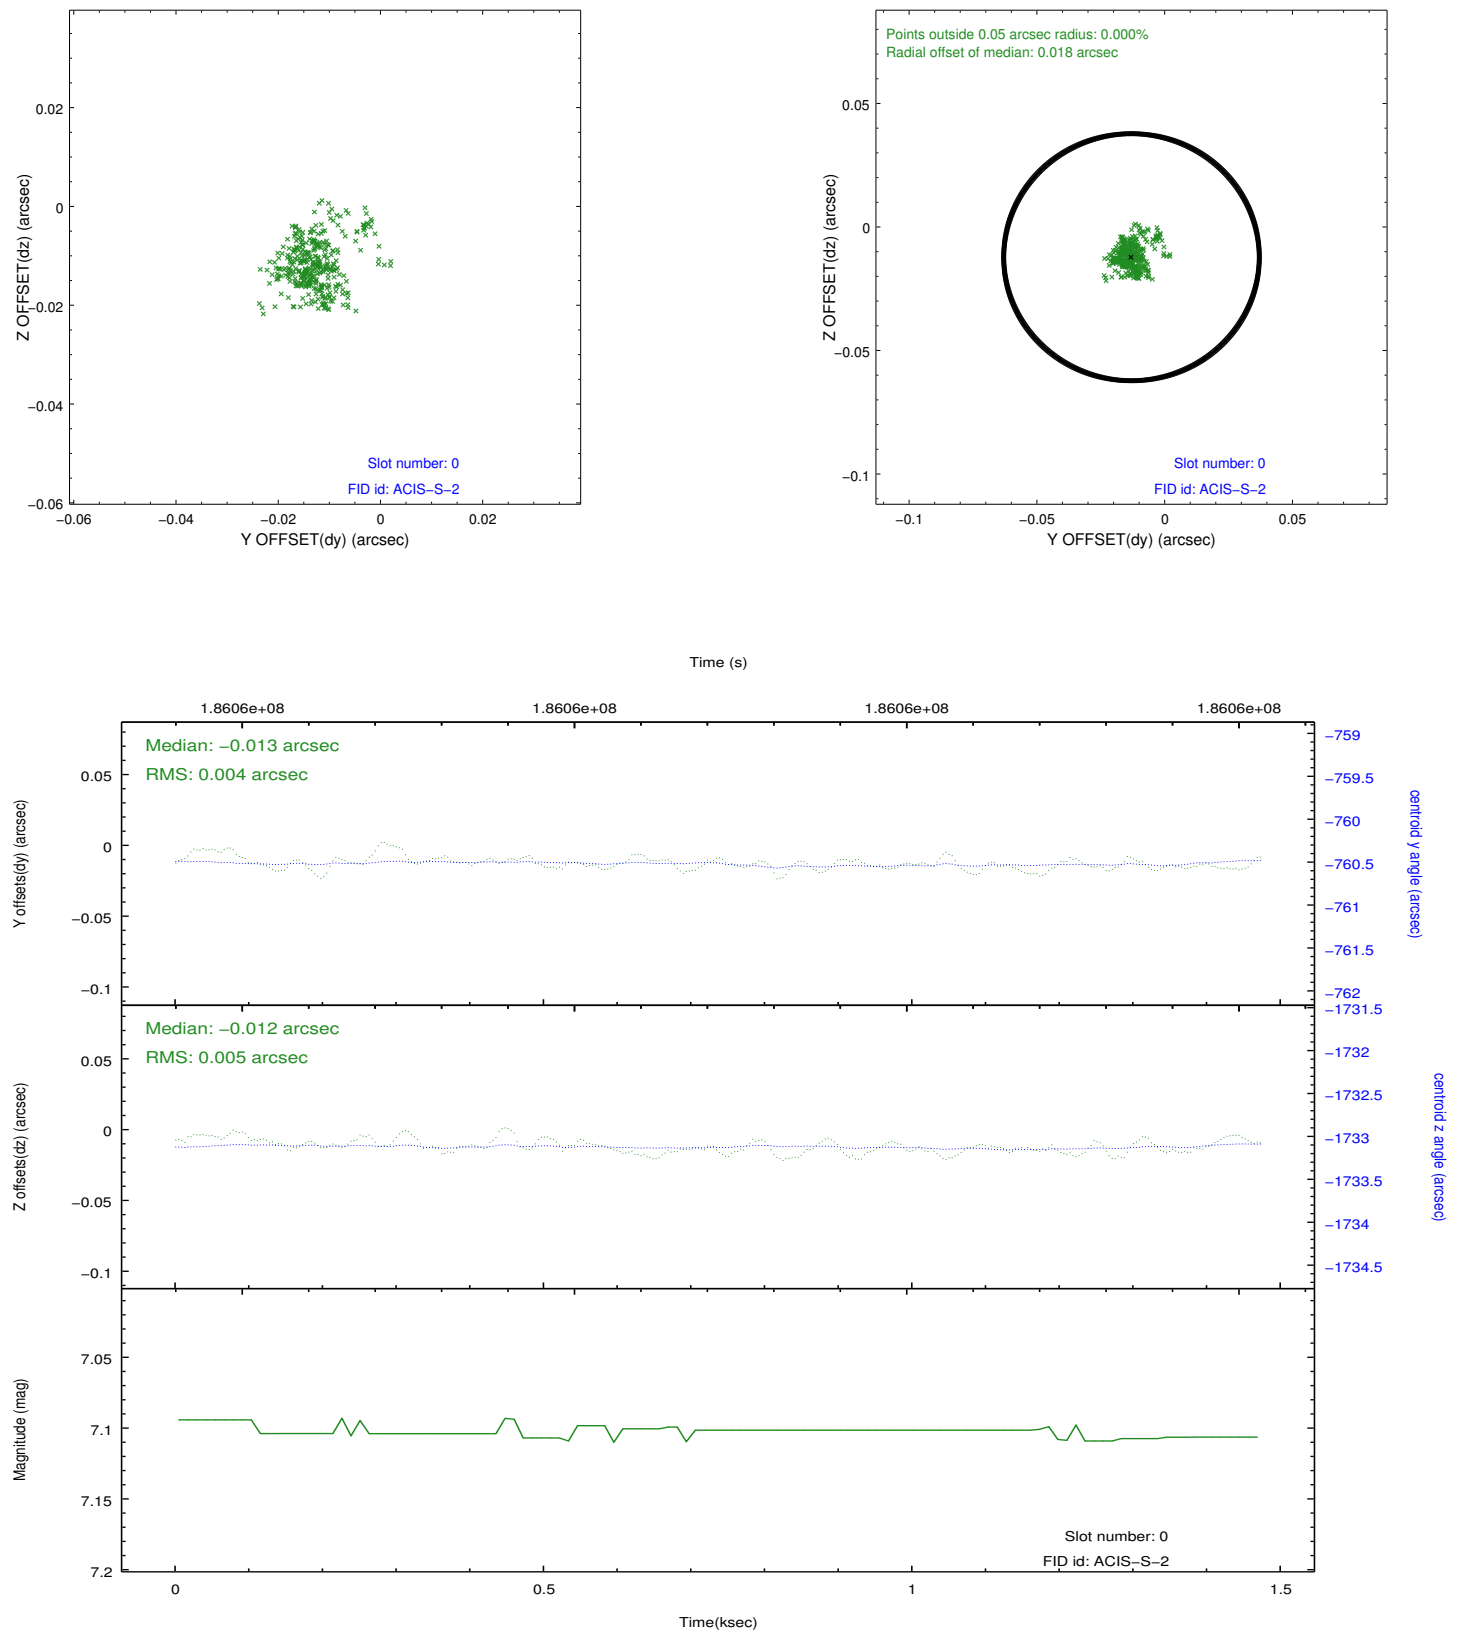 0.02
0
−0.02
−0.04
−0.06
−0.06
−0.04
−0.02
0
0.02
Z OFFSET(dz) (arcsec)
Y OFFSET(dy) (arcsec)
Slot number: 0
FID id: ACIS−S−2
Points outside 0.05 arcsec radius: 0.000%
Radial offset of median: 0.018 arcsec
0.05
0
−0.05
−0.1
−0.1
−0.05
0
0.05
Z OFFSET(dz) (arcsec)
Y OFFSET(dy) (arcsec)
Slot number: 0
FID id: ACIS−S−2
Time (s)
1.8606e+08
1.8606e+08
1.8606e+08
1.8606e+08
Median: −0.013 arcsec
RMS: 0.004 arcsec
0.05
0
−0.05
−0.1
Y offsets(dy) (arcsec)
−759
−759.5
−760
−760.5
−761
−761.5
−762
centroid y angle (arcsec)
Median: −0.012 arcsec
RMS: 0.005 arcsec
0.05
0
−0.05
−0.1
Z offsets(dz) (arcsec)
−1731.5
−1732
−1732.5
−1733
−1733.5
−1734
−1734.5
centroid z angle (arcsec)
7.05
7.1
7.15
7.2
Magnitude (mag)
Slot number: 0
FID id: ACIS−S−2
0
0.5
1
1.5
Time(ksec)